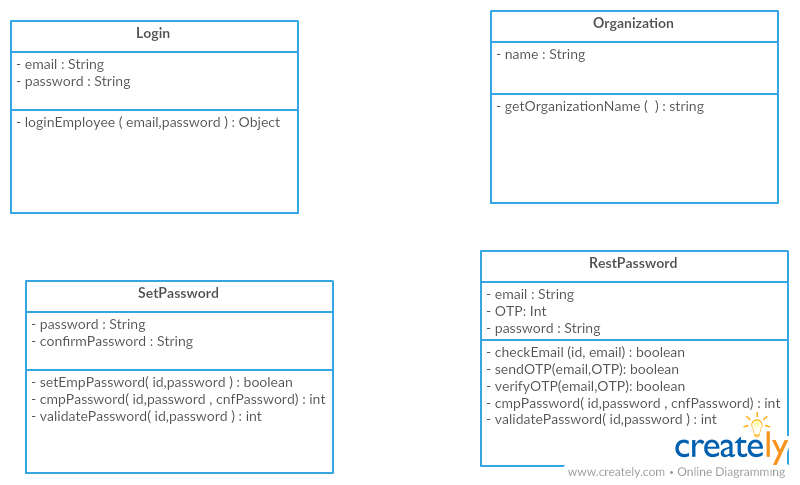 Login
- email : String
- password : String
- loginEmployee ( email,password ) : Object
Organization
- name : String
- getOrganizationName (  ) : string
SetPassword
- password : String
- confirmPassword : String
- setEmpPassword( id,password ) : boolean
- cmpPassword( id,password , cnfPassword) : int
- validatePassword( id,password ) : int
RestPassword
- email : String
- OTP: Int
- password : String
- checkEmail (id, email) : boolean
- sendOTP(email,OTP): boolean
- verifyOTP(email,OTP): boolean
- cmpPassword( id,password , cnfPassword) : int
- validatePassword( id,password ) : int
creately
www.creately.com • Online Diagramming